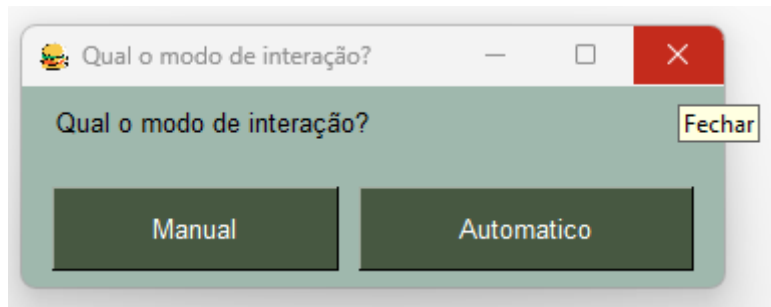 Qual o modo de interação?
Qual o modo de interação?
Fechar
Manual
Automatico